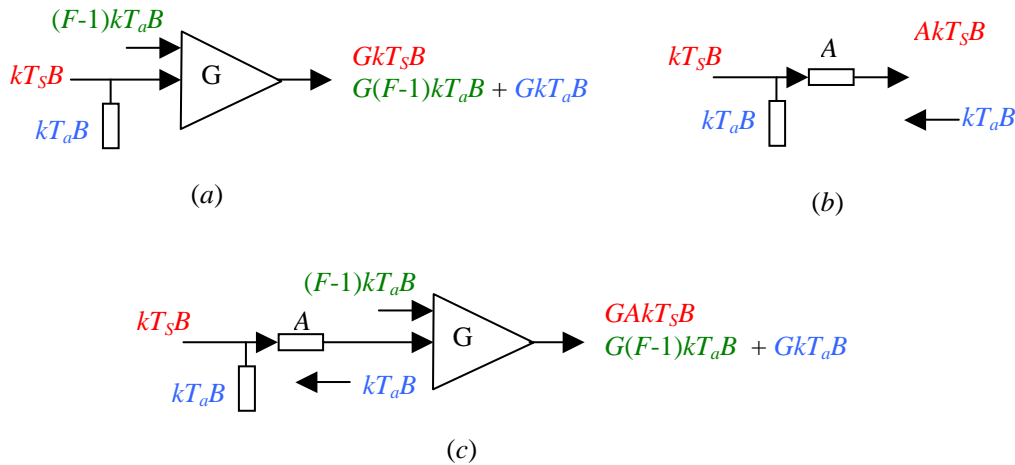 (F-1)kTaB
G
kTSB
GkTSB
G(F-1)kTaB + GkTaB
kTaB
(a)
kTSB
A
AkTSB
kTaB
kTaB
(b)
(F-1)kTaB
kTSB
A
G
GAkTSB
G(F-1)kTaB + GkTaB
kTaB
kTaB
(c)